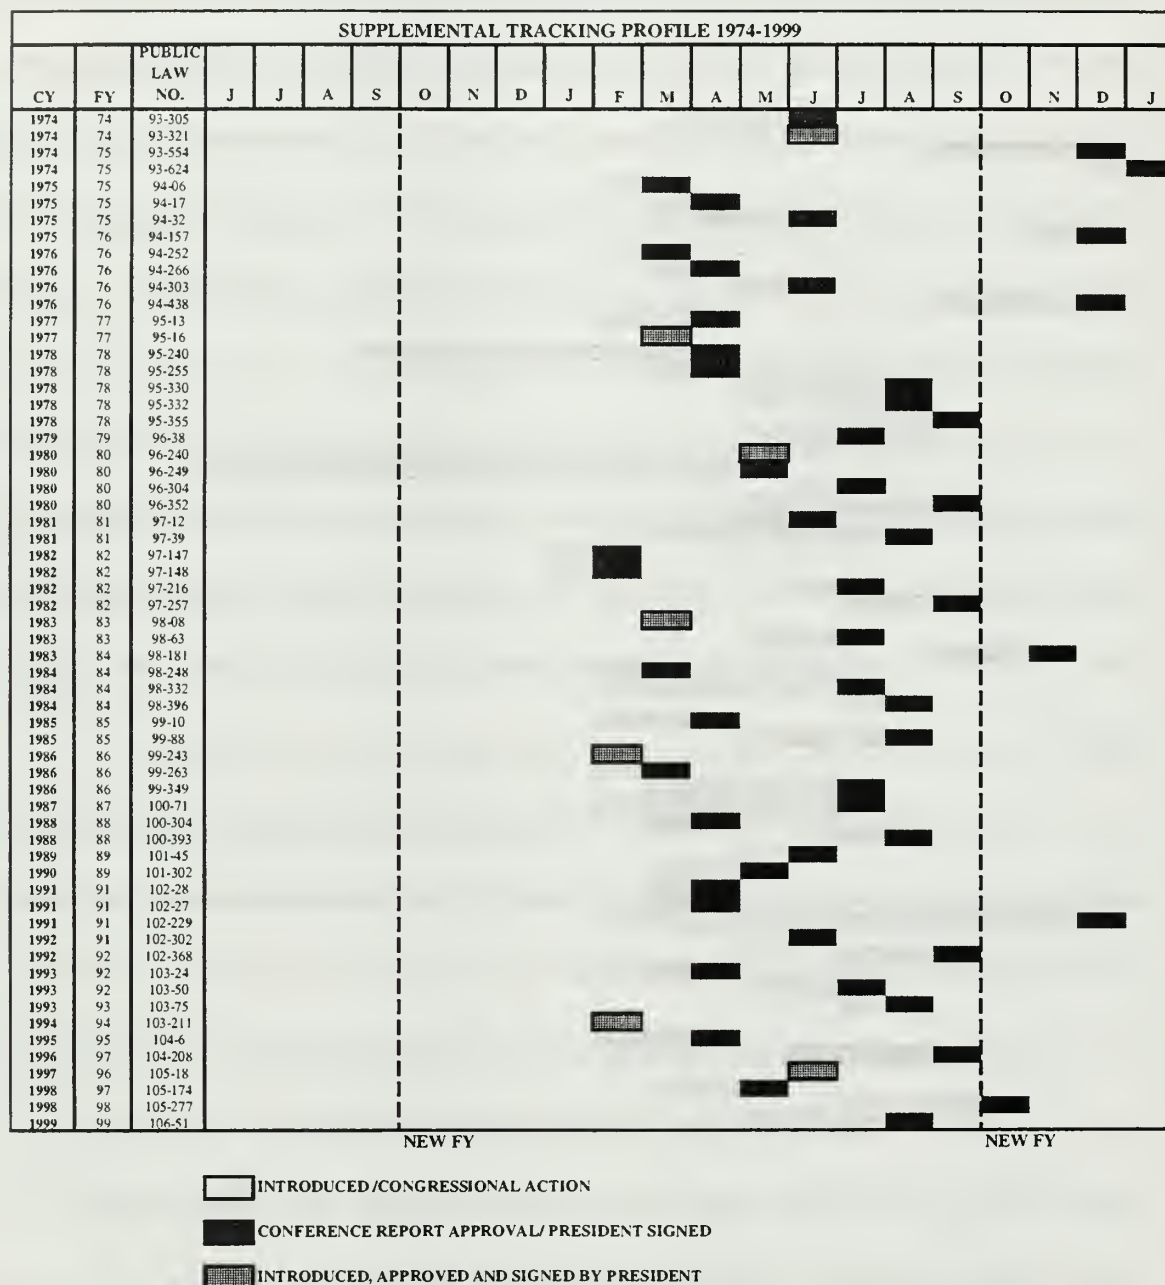 SUPPLEMENTAL TRACKING PROFILE 1974-1999
CY FY PUBLIC LAW NO. J J A S O N D J F M A M J J A S O N D J
1974 74 93-305
1974 74 93-321
1974 75 93-554
1974 75 93-624
1975 75 94-06
1975 75 94-17
1975 75 94-32
1975 76 94-157
1976 76 94-252
1976 76 94-266
1976 76 94-303
1976 76 94-438
1977 77 95-13
1977 77 95-16
1978 78 95-240
1978 78 95-255
1978 78 95-330
1978 78 95-332
1978 78 95-355
1979 79 96-38
1980 80 96-240
1980 80 96-249
1980 80 96-304
1980 80 96-352
1981 81 97-12
1981 81 97-39
1982 82 97-147
1982 82 97-148
1982 82 97-216
1982 82 97-257
1983 83 98-08
1983 83 98-63
1983 84 98-181
1984 84 98-248
1984 84 98-332
1984 84 98-396
1985 85 99-10
1985 85 99-88
1986 86 99-243
1986 86 99-263
1986 86 99-349
1987 87 100-71
1988 88 100-304
1988 88 100-393
1989 89 101-45
1990 89 101-302
1991 91 102-28
1991 91 102-27
1991 91 102-229
1992 91 102-302
1992 92 102-368
1993 92 103-24
1993 92 103-50
1993 93 103-75
1994 94 103-211
1995 95 104-6
1996 97 104-208
1997 96 105-18
1998 97 105-174
1998 98 105-277
1999 99 106-51
NEW FY NEW FY
INTRODUCED /CONGRESSIONAL ACTION
CONFERENCE REPORT APPROVAL/ PRESIDENT SIGNED
INTRODUCED, APPROVED AND SIGNED BY PRESIDENT